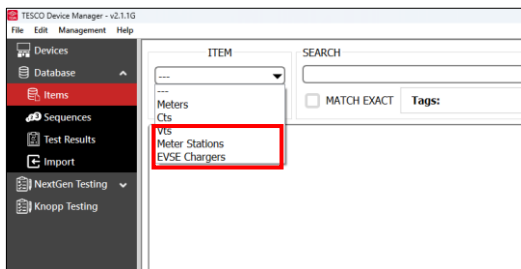 TESCO Device Manager - v2.1.1G
File Edit Management Help
Devices
Database
Items
Sequences
Test Results
Import
NextGen Testing
Knopp Testing
ITEM
---
---
Meters
Cts
Vts
Meter Stations
EVSE Chargers
SEARCH
MATCH EXACT Tags: